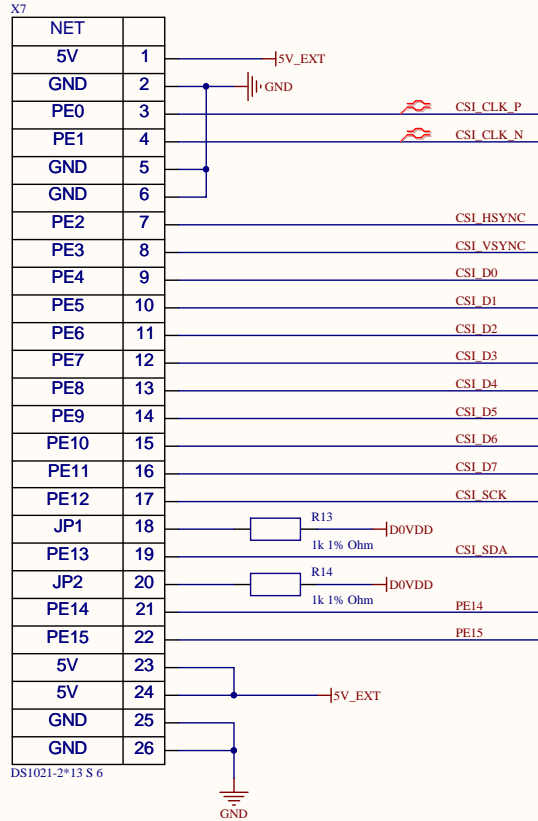 X7
NET
5V 1 5V_EXT
GND 2 GND
PE0 3 CSI_CLK_P
PE1 4 CSI_CLK_N
GND 5
GND 6
PE2 7 CSI_HSYNC
PE3 8 CSI_VSYNC
PE4 9 CSI_D0
PE5 10 CSI_D1
PE6 11 CSI_D2
PE7 12 CSI_D3
PE8 13 CSI_D4
PE9 14 CSI_D5
PE10 15 CSI_D6
PE11 16 CSI_D7
PE12 17 CSI_SCK
R13
JP1 18 D0VDD
1k 1% Ohm
PE13 19 CSI_SDA
R14
JP2 20 D0VDD
1k 1% Ohm
PE14 21 PE14
PE15 22 PE15
5V 23
5V 24 5V_EXT
GND 25
GND 26
DS1021-2*13 S 6
GND